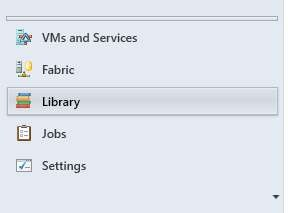 VMs and Services
Fabric
Library
Jobs
Settings